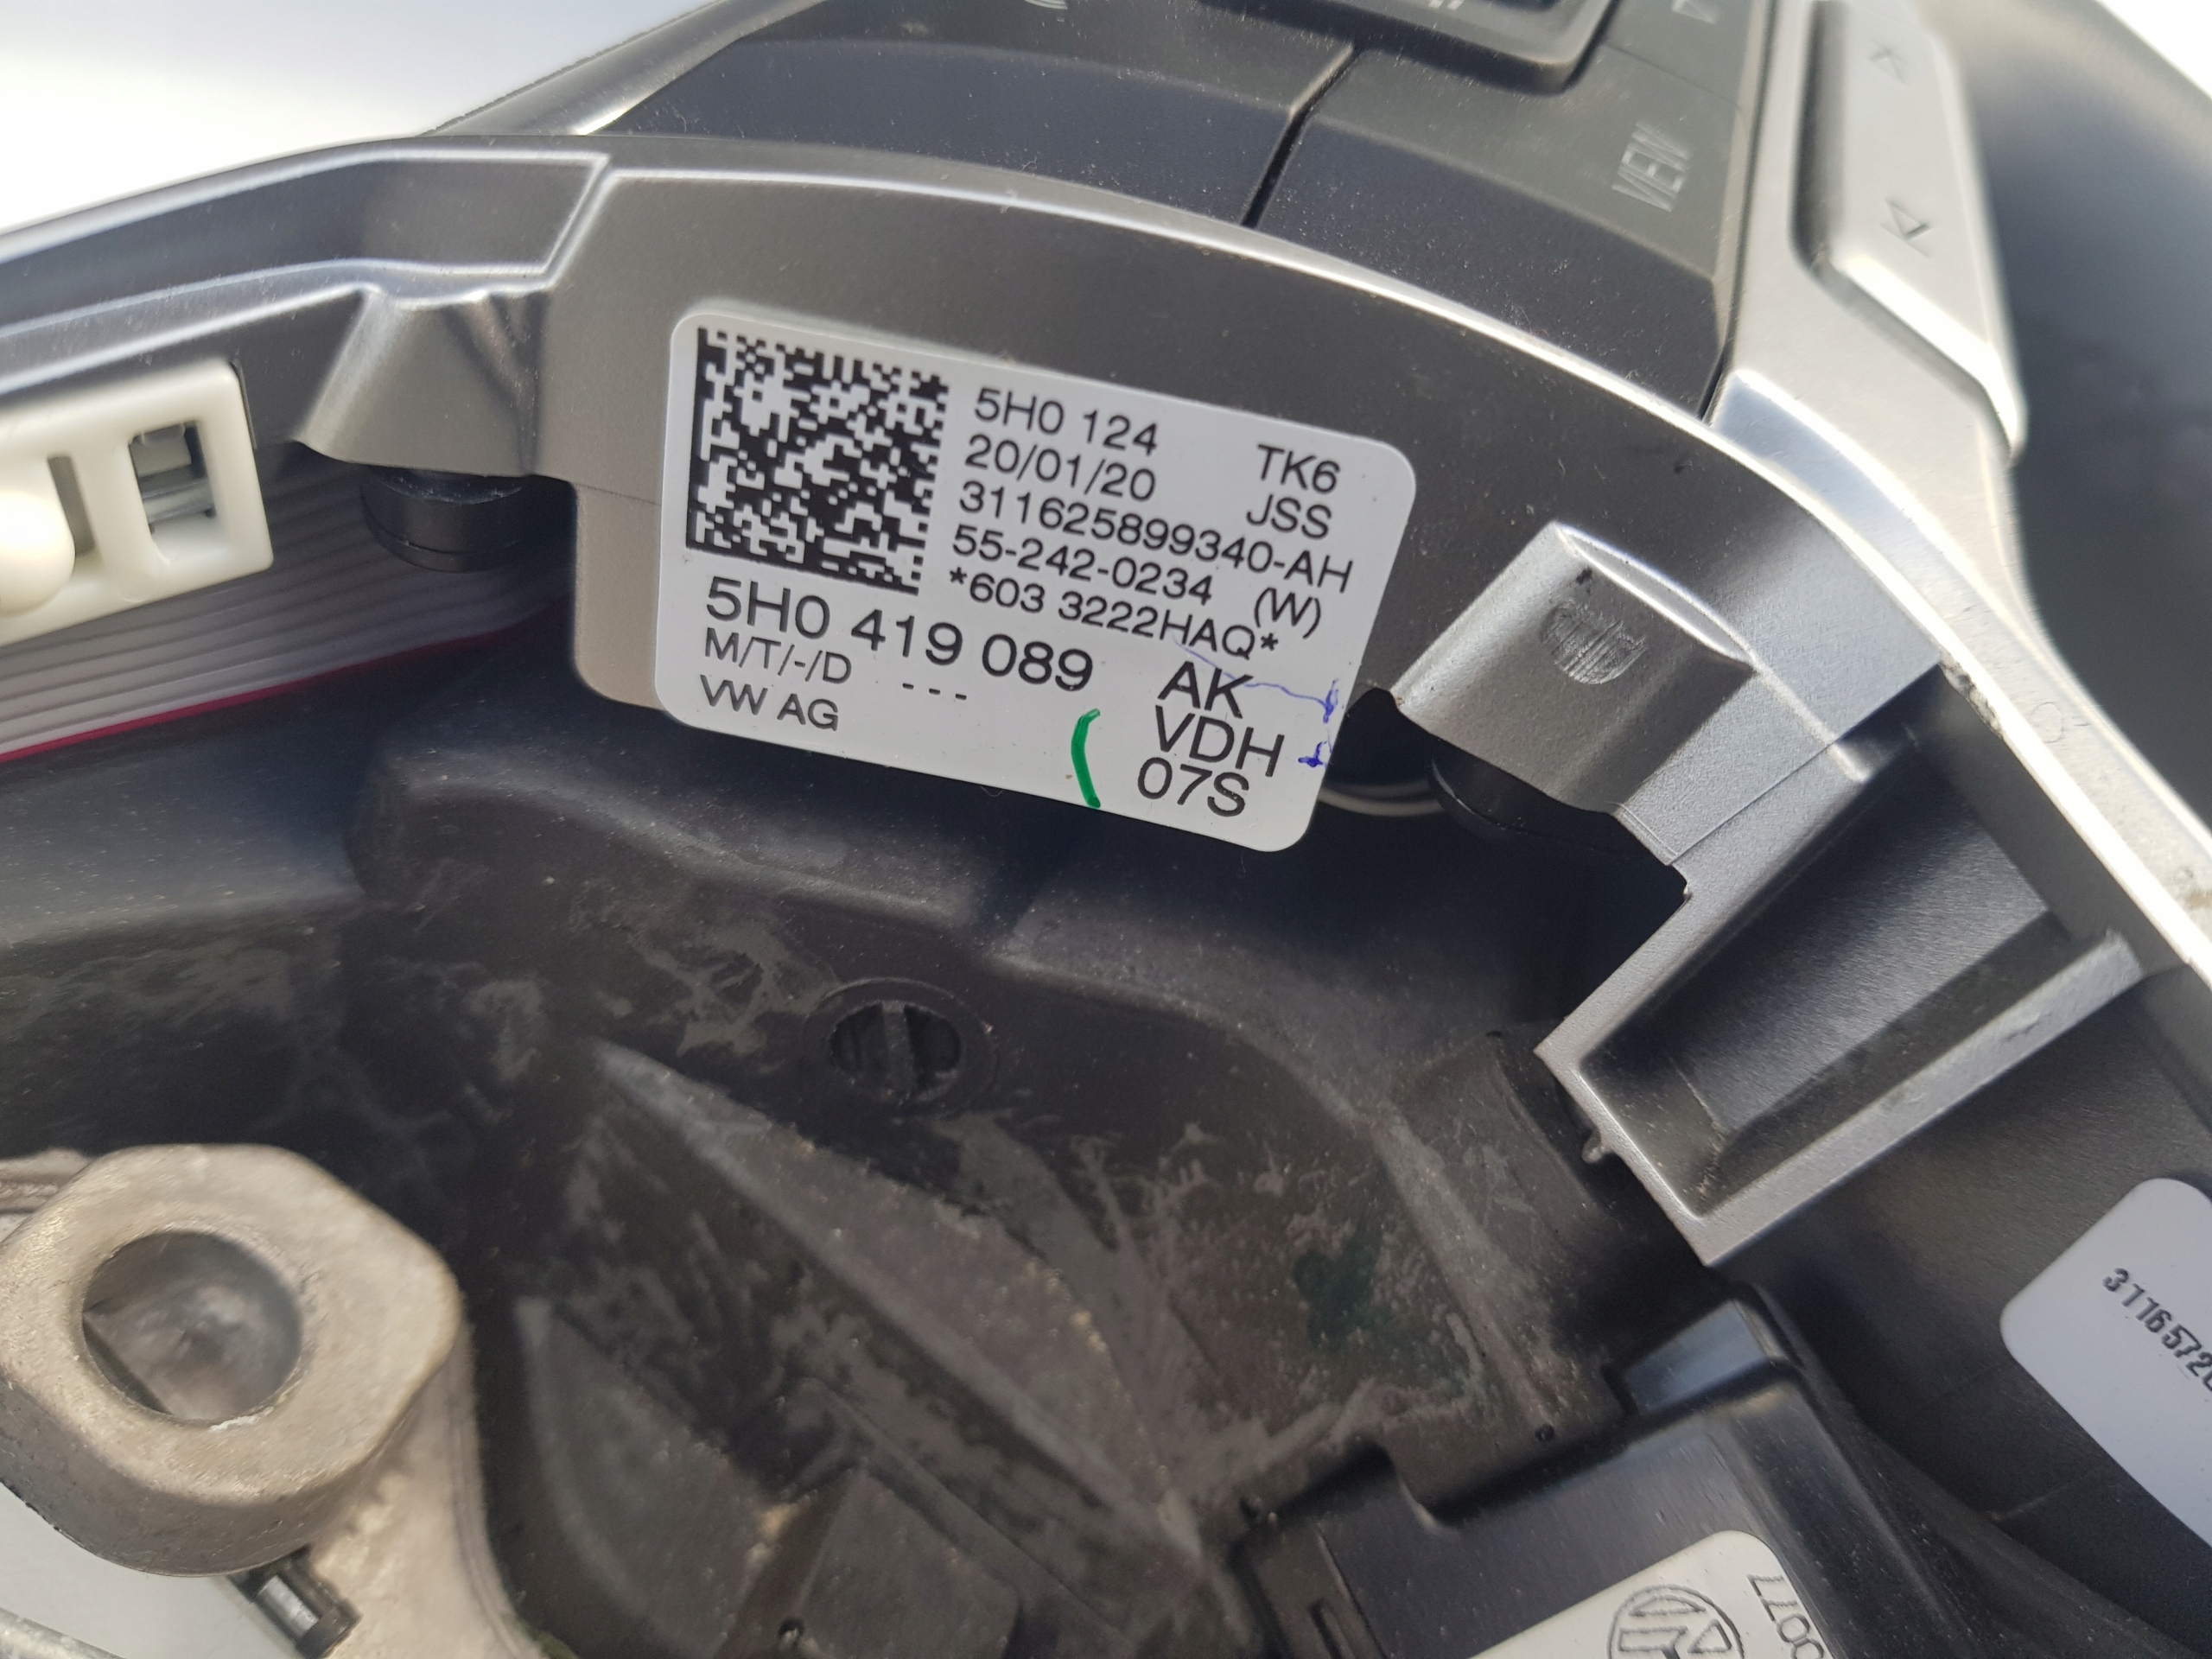 VIEW
5H0 124 TK6
20/01/20 JSS
311625899340-AH
55-242-0234 (W)
*603 3222HAQ*
5H0 419 089 AK
M/T/-/D --- VDH
VW AG 07S